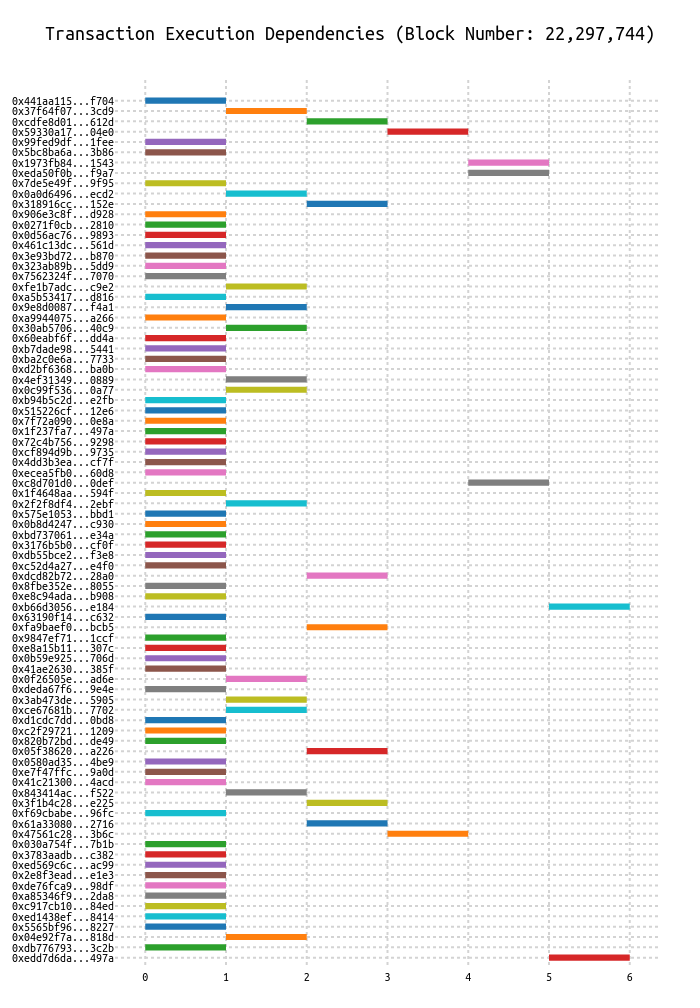 Transaction Execution Dependencies (Block Number: 22,297,744)
0x441aa115...f704
0x37f64f07...3cd9
0xcdfe8d01...612d
0x59330a17...04e0
0x99fed9df...1fee
0x5bc8ba6a...3b86
0x1973fb84...1543
0xeda50f0b...f9a7
0x7de5e49f...9f95
0x0a0d6496...ecd2
0x318916cc...152e
0x906e3c8f...d928
0x0271f0cb...2810
0x0d56ac76...9893
0x461c13dc...561d
0x3e93bd72...b870
0x323ab89b...5dd9
0x7562324f...7070
0xfe1b7adc...c9e2
0xa5b53417...d816
0x9e8d0087...f4a1
0xa9944075...a266
0x30ab5706...40c9
0x60eabf6f...dd4a
0xb7dade98...5441
0xba2c0e6a...7733
0xd2bf6368...ba0b
0x4ef31349...0889
0x0c99f536...0a77
0xb94b5c2d...e2fb
0x515226cf...12e6
0x7f72a090...0e8a
0x1f237fa7...497a
0x72c4b756...9298
0xcf894d9b...9735
0x4dd3b3ea...cf7f
0xecea5fb0...60d8
0xc8d701d0...0def
0x1f4648aa...594f
0x2f2f8df4...2ebf
0x575e1053...bbd1
0x0b8d4247...c930
0xbd737061...e34a
0x3176b5b0...cf0f
0xdb55bce2...f3e8
0xc52d4a27...e4f0
0xdcd82b72...28a0
0x8fbe352e...8055
0xe8c94ada...b908
0xb66d3056...e184
0x63190f14...c632
0xfa9baef0...bcb5
0x9847ef71...1ccf
0xe8a15b11...307c
0x0b59e925...706d
0x41ae2630...385f
0x0f26505e...ad6e
0xdeda67f6...9e4e
0x3ab473de...5905
0xce67681b...7702
0xd1cdc7dd...0bd8
0xc2f29721...1209
0x820b72bd...de49
0x05f38620...a226
0x0580ad35...4be9
0xe7f47ffc...9a0d
0x41c21300...4acd
0x843414ac...f522
0x3f1b4c28...e225
0xf69cbabe...96fc
0x61a33080...2716
0x47561c28...3b6c
0x030a754f...7b1b
0x3783aadb...c382
0xed569c6c...ac99
0x2e8f3ead...e1e3
0xde76fca9...98df
0xa85346f9...2da8
0xc917cb10...84ed
0xed1438ef...8414
0x5565bf96...8227
0x04e92f7a...818d
0xdb776793...3c2b
0xedd7d6da...497a
0 1 2 3 4 5 6